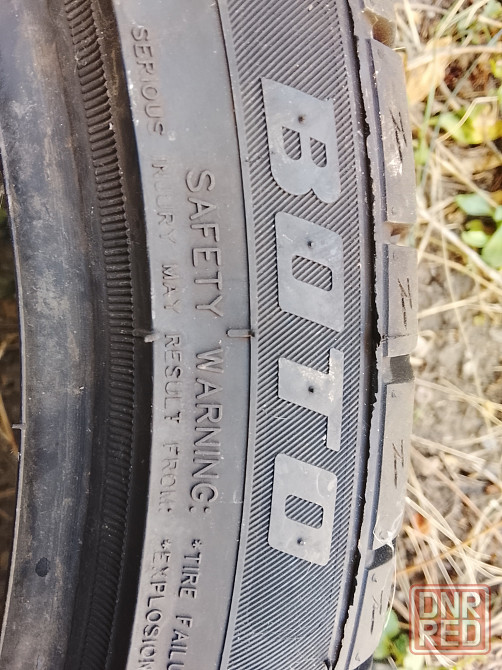 BOTO
SAFETY WARNING: *TIRE FAILU
SERIOUS INJURY MAY RESULT FROM: *EXPLOSION
DNR
RED